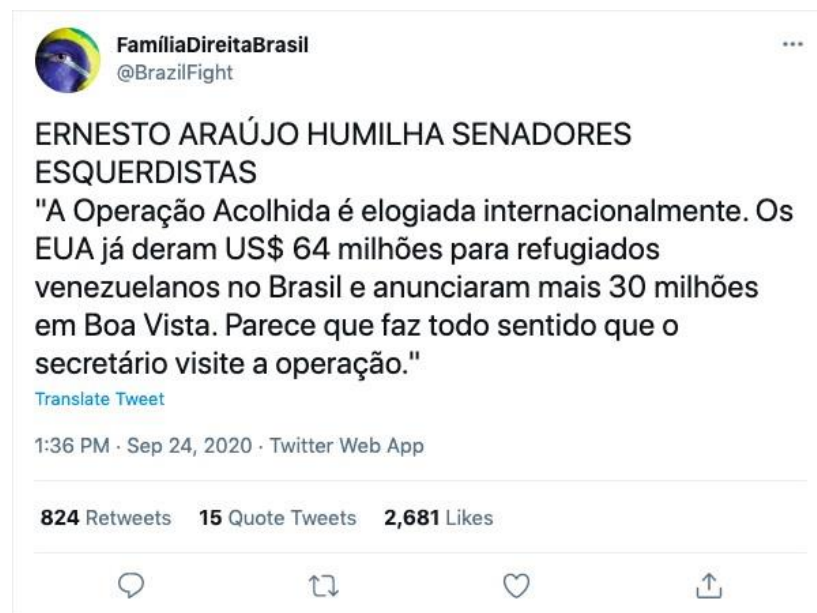 FamíliaDireitaBrasil
@BrazilFight
ERNESTO ARAÚJO HUMILHA SENADORES
ESQUERDISTAS
"A Operação Acolhida é elogiada internacionalmente. Os
EUA já deram US$ 64 milhões para refugiados
venezuelanos no Brasil e anunciaram mais 30 milhões
em Boa Vista. Parece que faz todo sentido que o
secretário visite a operação."
Translate Tweet
1:36 PM · Sep 24, 2020 · Twitter Web App
824 Retweets 15 Quote Tweets 2,681 Likes